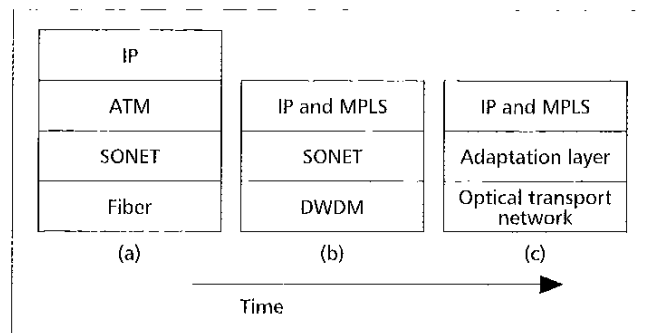 IP
ATM
SONET
Fiber
(a)
IP and MPLS
SONET
DWDM
(b)
IP and MPLS
Adaptation layer
Optical transport
network
(c)
Time